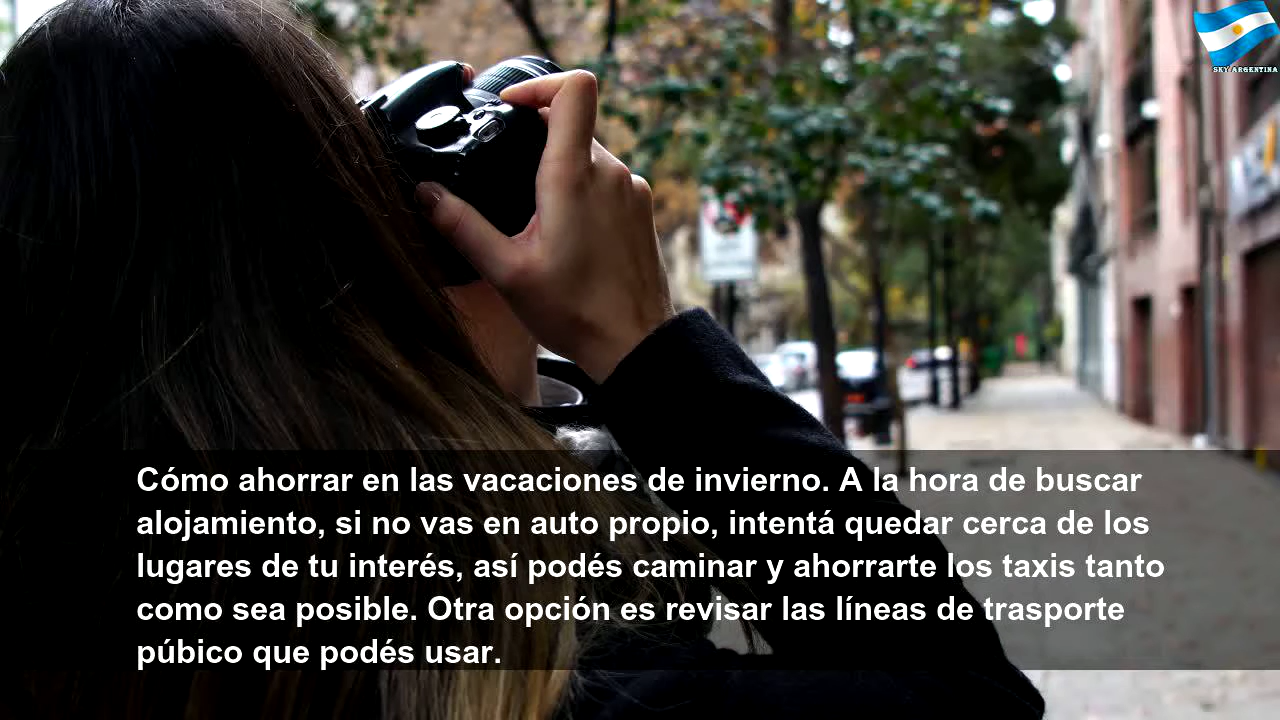 SKY ARGENTINA
Cómo ahorrar en las vacaciones de invierno. A la hora de buscar
alojamiento, si no vas en auto propio, intentá quedar cerca de los
lugares de tu interés, así podés caminar y ahorrarte los taxis tanto
como sea posible. Otra opción es revisar las líneas de trasporte
púbico que podés usar.